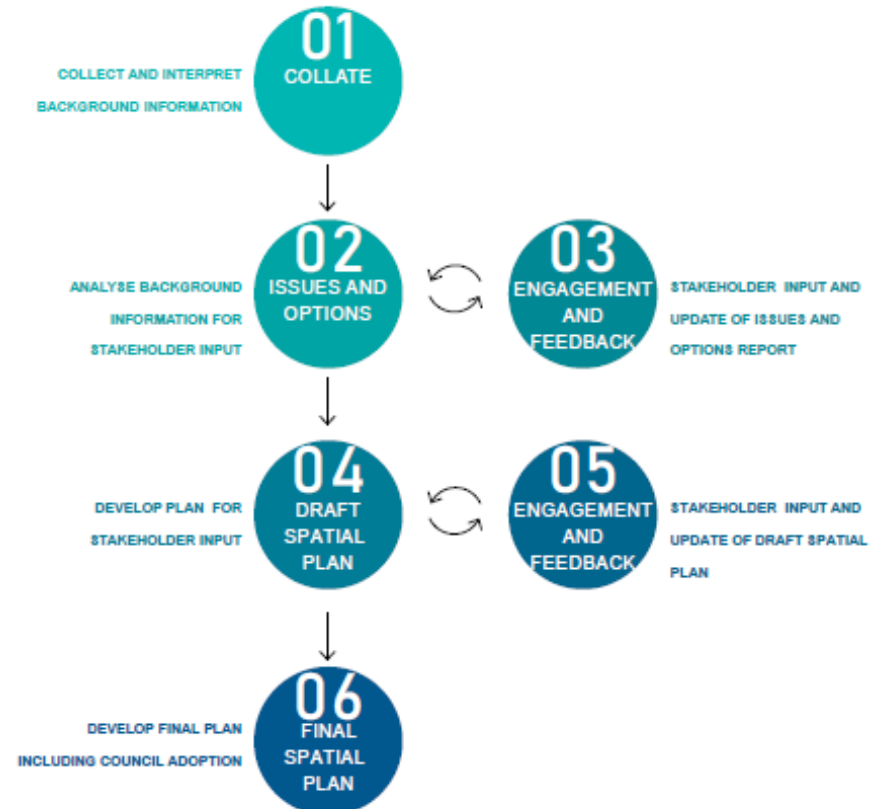 01
COLLATE
COLLECT AND INTERPRET
BACKGROUND INFORMATION
02
ISSUES AND
OPTIONS
ANALYSE BACKGROUND
INFORMATION FOR
STAKEHOLDER INPUT
03
ENGAGEMENT
AND
FEEDBACK
STAKEHOLDER INPUT AND
UPDATE OF ISSUES AND
OPTIONS REPORT
04
DRAFT
SPATIAL
PLAN
DEVELOP PLAN FOR
STAKEHOLDER INPUT
05
ENGAGEMENT
AND
FEEDBACK
STAKEHOLDER INPUT AND
UPDATE OF DRAFT SPATIAL
PLAN
06
FINAL
SPATIAL
PLAN
DEVELOP FINAL PLAN
INCLUDING COUNCIL ADOPTION